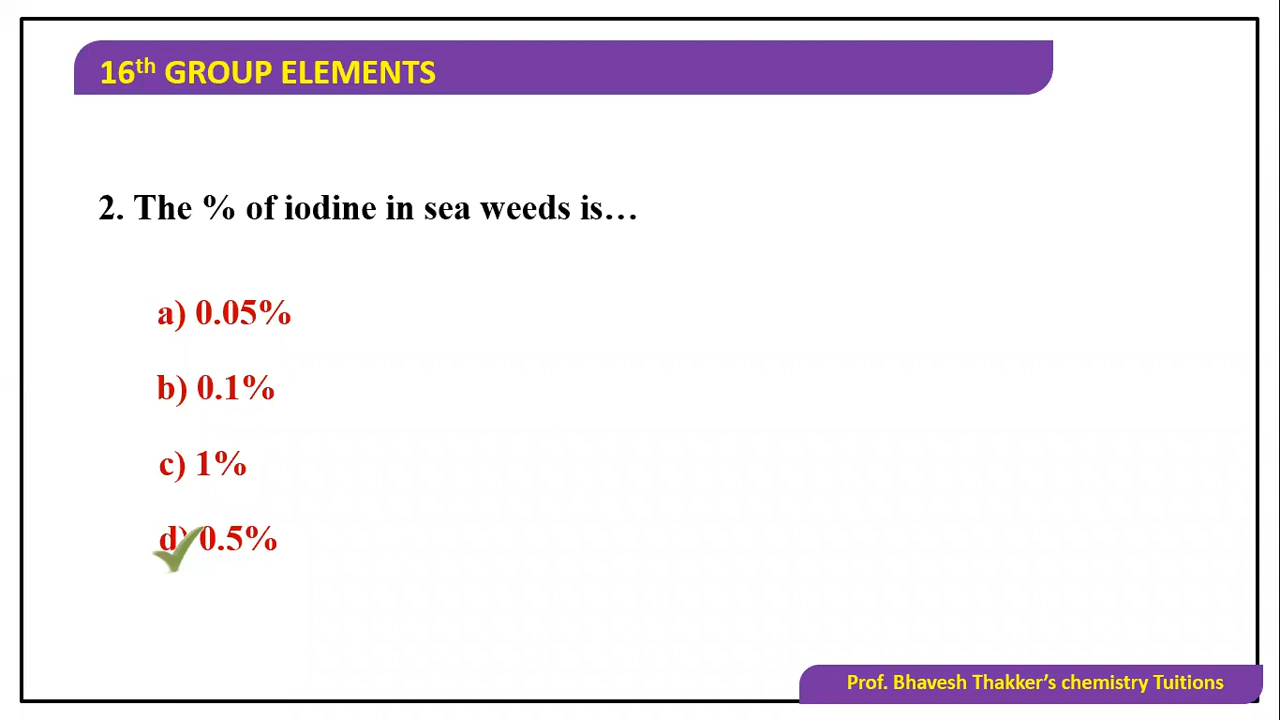 16th GROUP ELEMENTS
2. The % of iodine in sea weeds is…
a) 0.05%
b) 0.1%
c) 1%
d) 0.5%
Prof. Bhavesh Thakker’s chemistry Tuitions